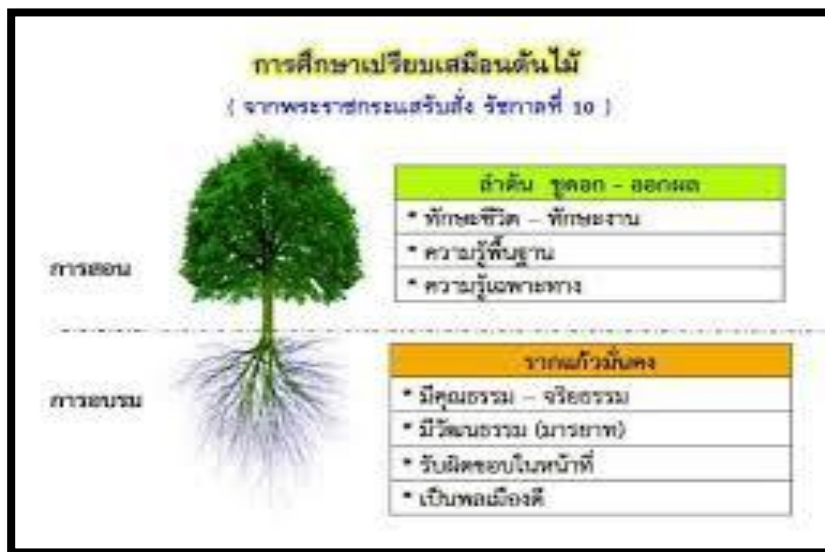 การศึกษาเปรียบเสมือนต้นไม้
( จากพระราชกระแสรับสั่ง รัชกาลที่ 10 )
ลำต้น ชูดอก - ออกผล
* ทักษะชีวิต – ทักษะงาน
* ความรู้พื้นฐาน
* ความรู้เฉพาะทาง
การสอน
รากแก้วมั่นคง
* มีคุณธรรม – จริยธรรม
* มีวัฒนธรรม (มารยาท)
* รับผิดชอบในหน้าที่
* เป็นพลเมืองดี
การอบรม